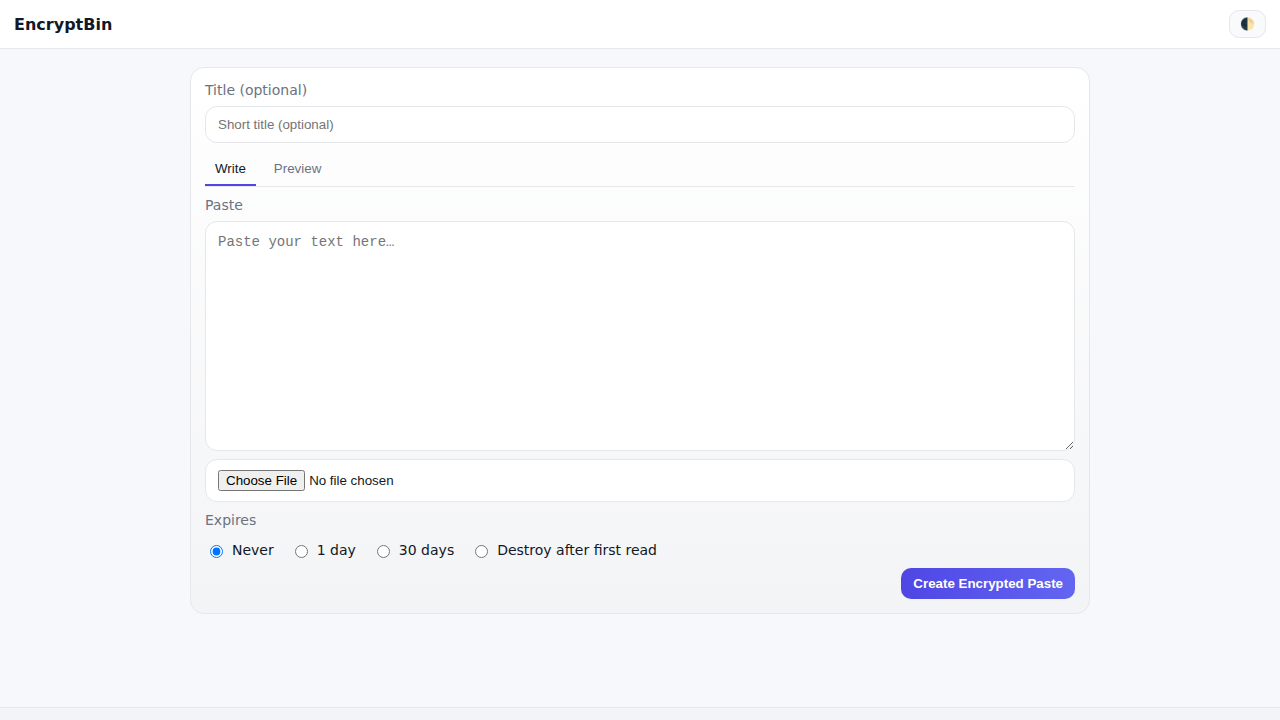 EncryptBin
Title (optional)
Short title (optional)
Write Preview
Paste
Paste your text here…
Choose File No file chosen
Expires
Never 1 day 30 days Destroy after first read
Create Encrypted Paste